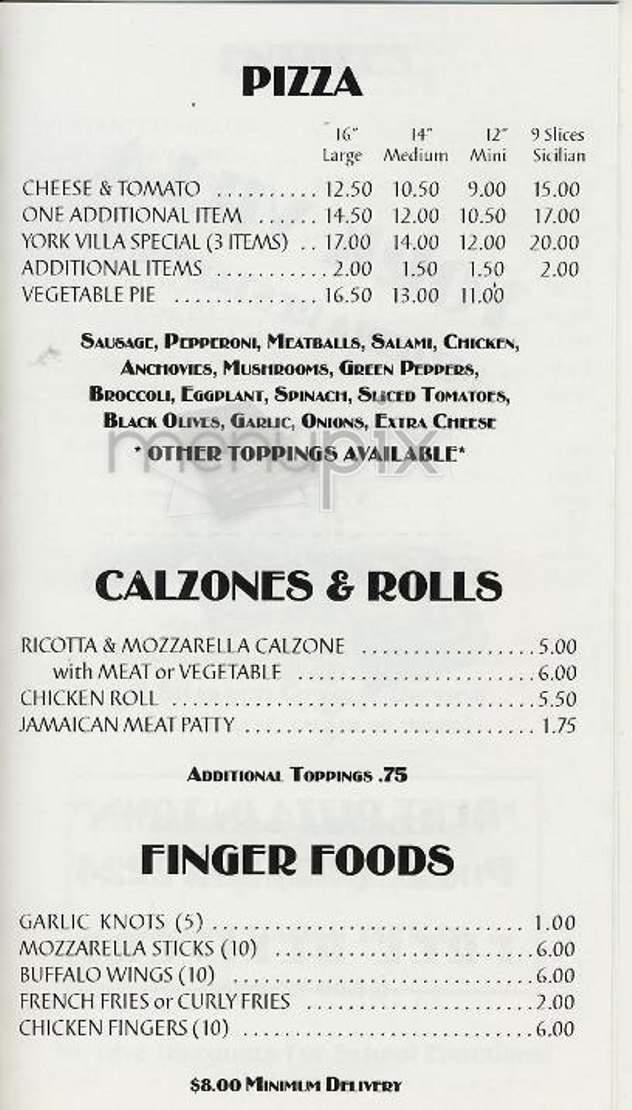 PIZZA
16" 14" 12" 9 Slices
Large Medium Mini Sicilian
CHEESE & TOMATO .......... 12.50 10.50 9.00 15.00
ONE ADDITIONAL ITEM ...... 14.50 12.00 10.50 17.00
YORK VILLA SPECIAL (3 ITEMS) .. 17.00 14.00 12.00 20.00
ADDITIONAL ITEMS .......... 2.00 1.50 1.50 2.00
VEGETABLE PIE .............. 16.50 13.00 11.00
SAUSAGE, PEPPERONI, MEATBALLS, SALAMI, CHICKEN,
ANCHOVIES, MUSHROOMS, GREEN PEPPERS,
BROCCOLI, EGGPLANT, SPINACH, SLICED TOMATOES,
BLACK OLIVES, GARLIC, ONIONS, EXTRA CHEESE
menupix
* OTHER TOPPINGS AVAILABLE*
CALZONES & ROLLS
RICOTTA & MOZZARELLA CALZONE .................5.00
with MEAT or VEGETABLE .......................6.00
CHICKEN ROLL ...................................5.50
JAMAICAN MEAT PATTY ............................ 1.75
ADDITIONAL TOPPINGS .75
FINGER FOODS
GARLIC KNOTS (5) .............................. 1.00
MOZZARELLA STICKS (10) .........................6.00
BUFFALO WINGS (10) .............................6.00
FRENCH FRIES or CURLY FRIES ......................2.00
CHICKEN FINGERS (10) ............................6.00
$8.00 MINIMUM DELIVERY